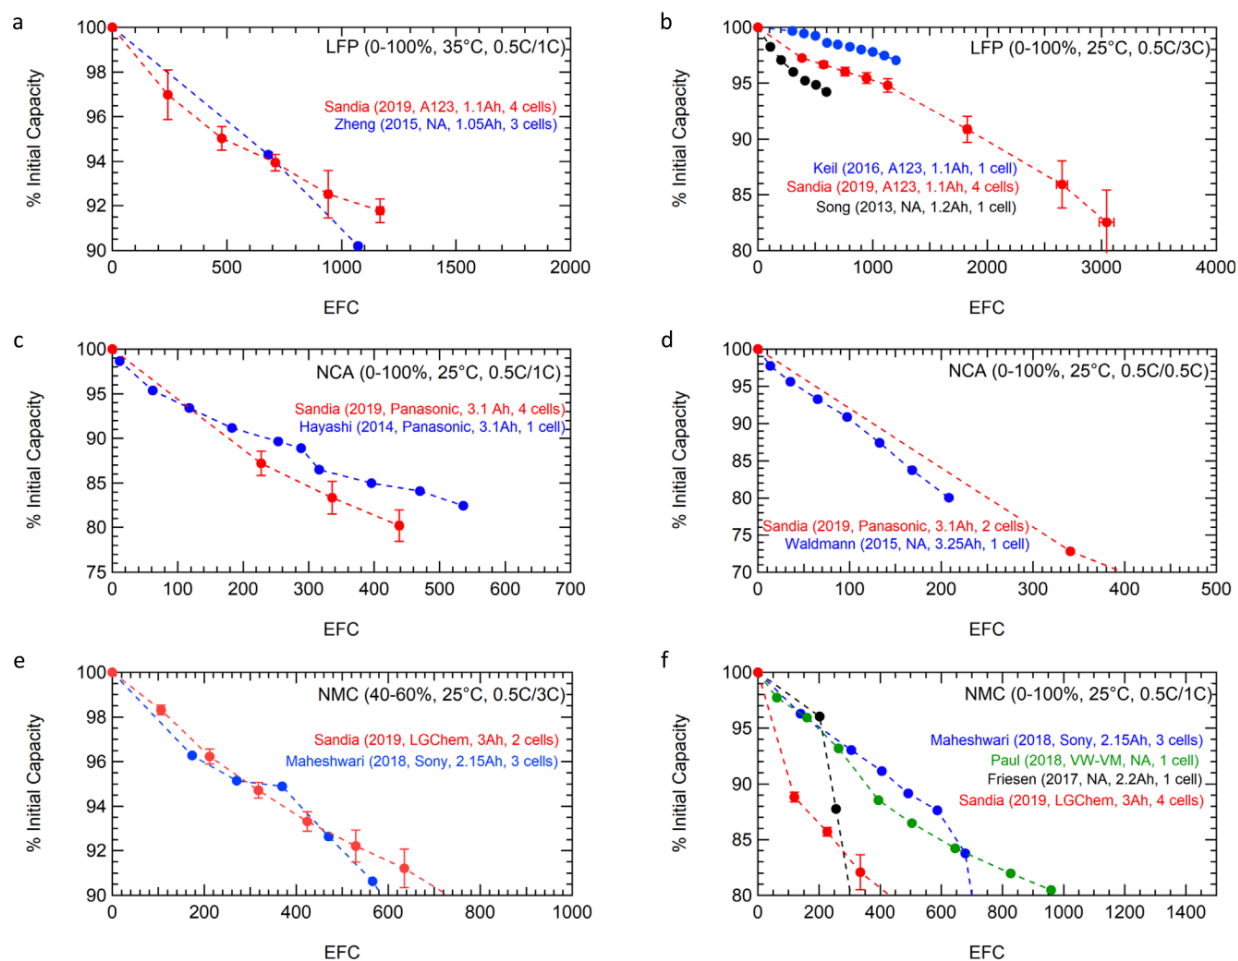 a
100
98
96
94
92
90
% Initial Capacity
LFP (0-100%, 35°C, 0.5C/1C)
Sandia (2019, A123, 1.1Ah, 4 cells)
Zheng (2015, NA, 1.05Ah, 3 cells)
0
500
1000
1500
2000
EFC
b
100
95
90
85
80
% Initial Capacity
LFP (0-100%, 25°C, 0.5C/3C)
Keil (2016, A123, 1.1Ah, 1 cell)
Sandia (2019, A123, 1.1Ah, 4 cells)
Song (2013, NA, 1.2Ah, 1 cell)
0
1000
2000
3000
4000
EFC
c
100
95
90
85
80
75
% Initial Capacity
NCA (0-100%, 25°C, 0.5C/1C)
Sandia (2019, Panasonic, 3.1 Ah, 4 cells)
Hayashi (2014, Panasonic, 3.1Ah, 1 cell)
0
100
200
300
400
500
600
700
EFC
d
100
95
90
85
80
75
70
% Initial Capacity
NCA (0-100%, 25°C, 0.5C/0.5C)
Sandia (2019, Panasonic, 3.1Ah, 2 cells)
Waldmann (2015, NA, 3.25Ah, 1 cell)
0
100
200
300
400
500
EFC
e
100
98
96
94
92
90
% Initial Capacity
NMC (40-60%, 25°C, 0.5C/3C)
Sandia (2019, LGChem, 3Ah, 2 cells)
Maheshwari (2018, Sony, 2.15Ah, 3 cells)
0
200
400
600
800
1000
EFC
f
100
95
90
85
80
% Initial Capacity
NMC (0-100%, 25°C, 0.5C/1C)
Maheshwari (2018, Sony, 2.15Ah, 3 cells)
Paul (2018, VW-VM, NA, 1 cell)
Friesen (2017, NA, 2.2Ah, 1 cell)
Sandia (2019, LGChem, 3Ah, 4 cells)
0
200
400
600
800
1000
1200
1400
EFC